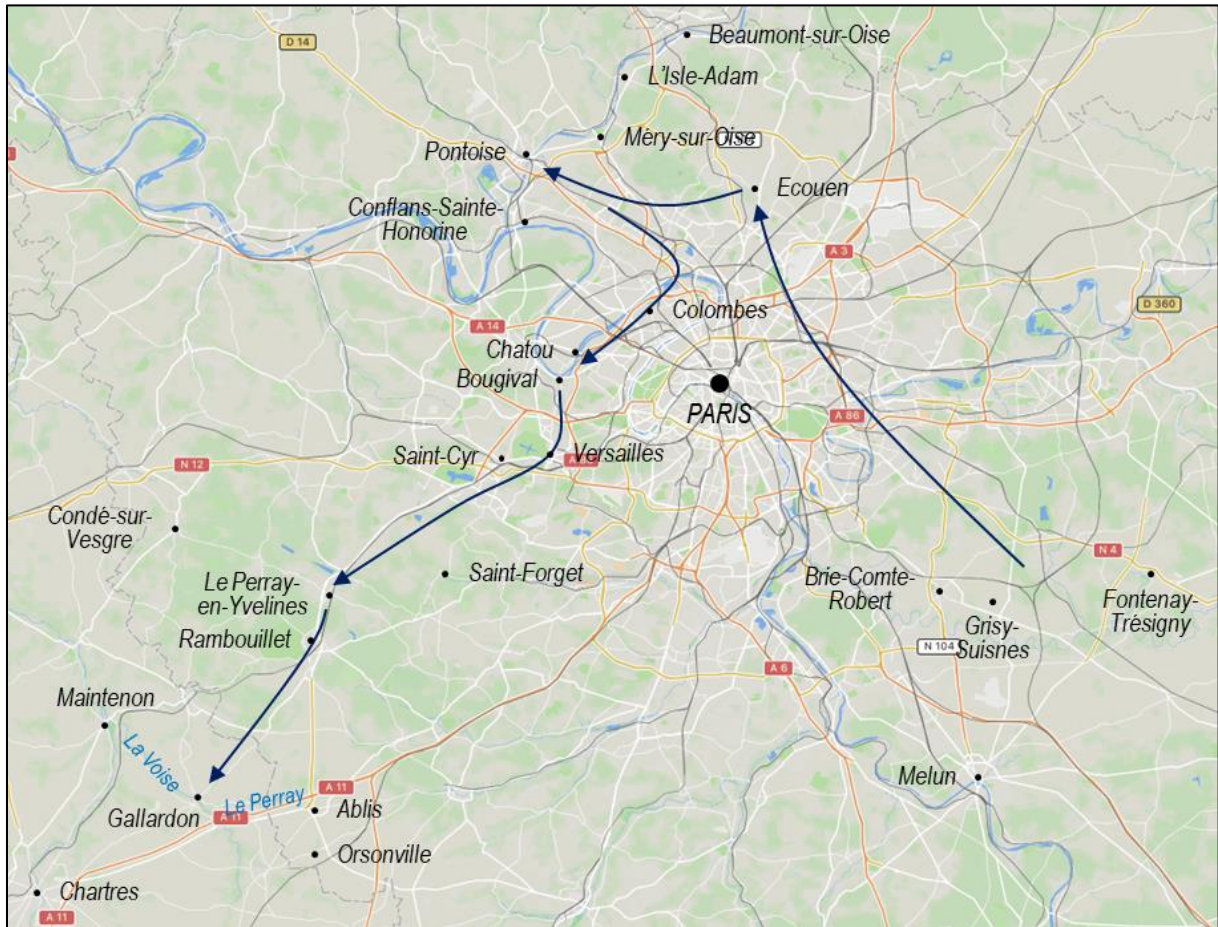 Beaumont-sur-Oise
D 14
L'Isle-Adam
Méry-sur-Oise
Pontoise
Ecouen
Conflans-Sainte-
Honorine
A 3
D 360
Colombes
A 14
Chatou
Bougival
PARIS
A 86
Saint-Cyr
Versailles
N 12
Condé-sur-
Vesgre
N 4
Saint-Forget
Le Perray-
en-Yvelines
Brie-Comte-
Robert
Fontenay-
Trésigny
Grisy-
Suisnes
Rambouillet
N 104
A 6
Maintenon
La Voise
Melun
A 11
Le Perray
Gallardon
A 11
Ablis
Orsonville
Chartres
A 11